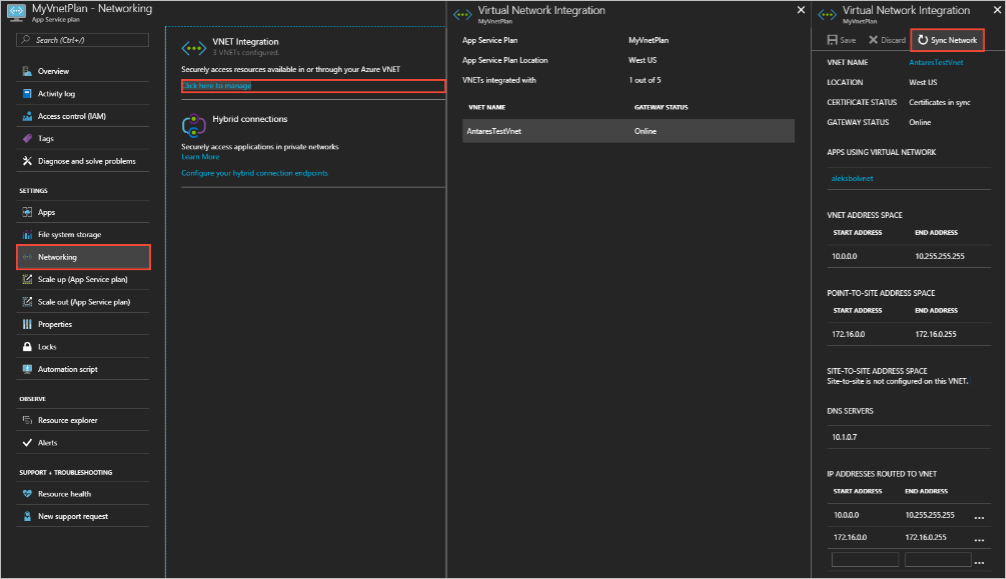 MyVnetPlan - Networking
App Service plan
Search (Ctrl+/)
Overview
Activity log
Access control (IAM)
Tags
Diagnose and solve problems
SETTINGS
Apps
File system storage
Networking
Scale up (App Service plan)
Scale out (App Service plan)
Properties
Locks
Automation script
OBSERVE
Resource explorer
Alerts
SUPPORT + TROUBLESHOOTING
Resource health
New support request
VNET Integration
3 VNETs configured.
Securely access resources available in or through your Azure VNET
Click here to manage
Hybrid connections
Securely access applications in private networks
Learn More
Configure your hybrid connection endpoints
Virtual Network Integration
MyVnetPlan
App Service Plan MyVnetPlan
App Service Plan Location West US
VNETs integrated with 1 out of 5
VNET NAME GATEWAY STATUS
AntaresTestVnet Online
Virtual Network Integration
MyVnetPlan
Save Discard Sync Network
VNET NAME AntaresTestVnet
LOCATION West US
CERTIFICATE STATUS Certificates in sync
GATEWAY STATUS Online
APPS USING VIRTUAL NETWORK
aleksbolvnet
VNET ADDRESS SPACE
START ADDRESS END ADDRESS
10.0.0.0 10.255.255.255
POINT-TO-SITE ADDRESS SPACE
START ADDRESS END ADDRESS
172.16.0.0 172.16.0.255
SITE-TO-SITE ADDRESS SPACE
Site-to-site is not configured on this VNET.
DNS SERVERS
10.1.0.7
IP ADDRESSES ROUTED TO VNET
START ADDRESS END ADDRESS
10.0.0.0 10.255.255.255 ...
172.16.0.0 172.16.0.255 ...
...